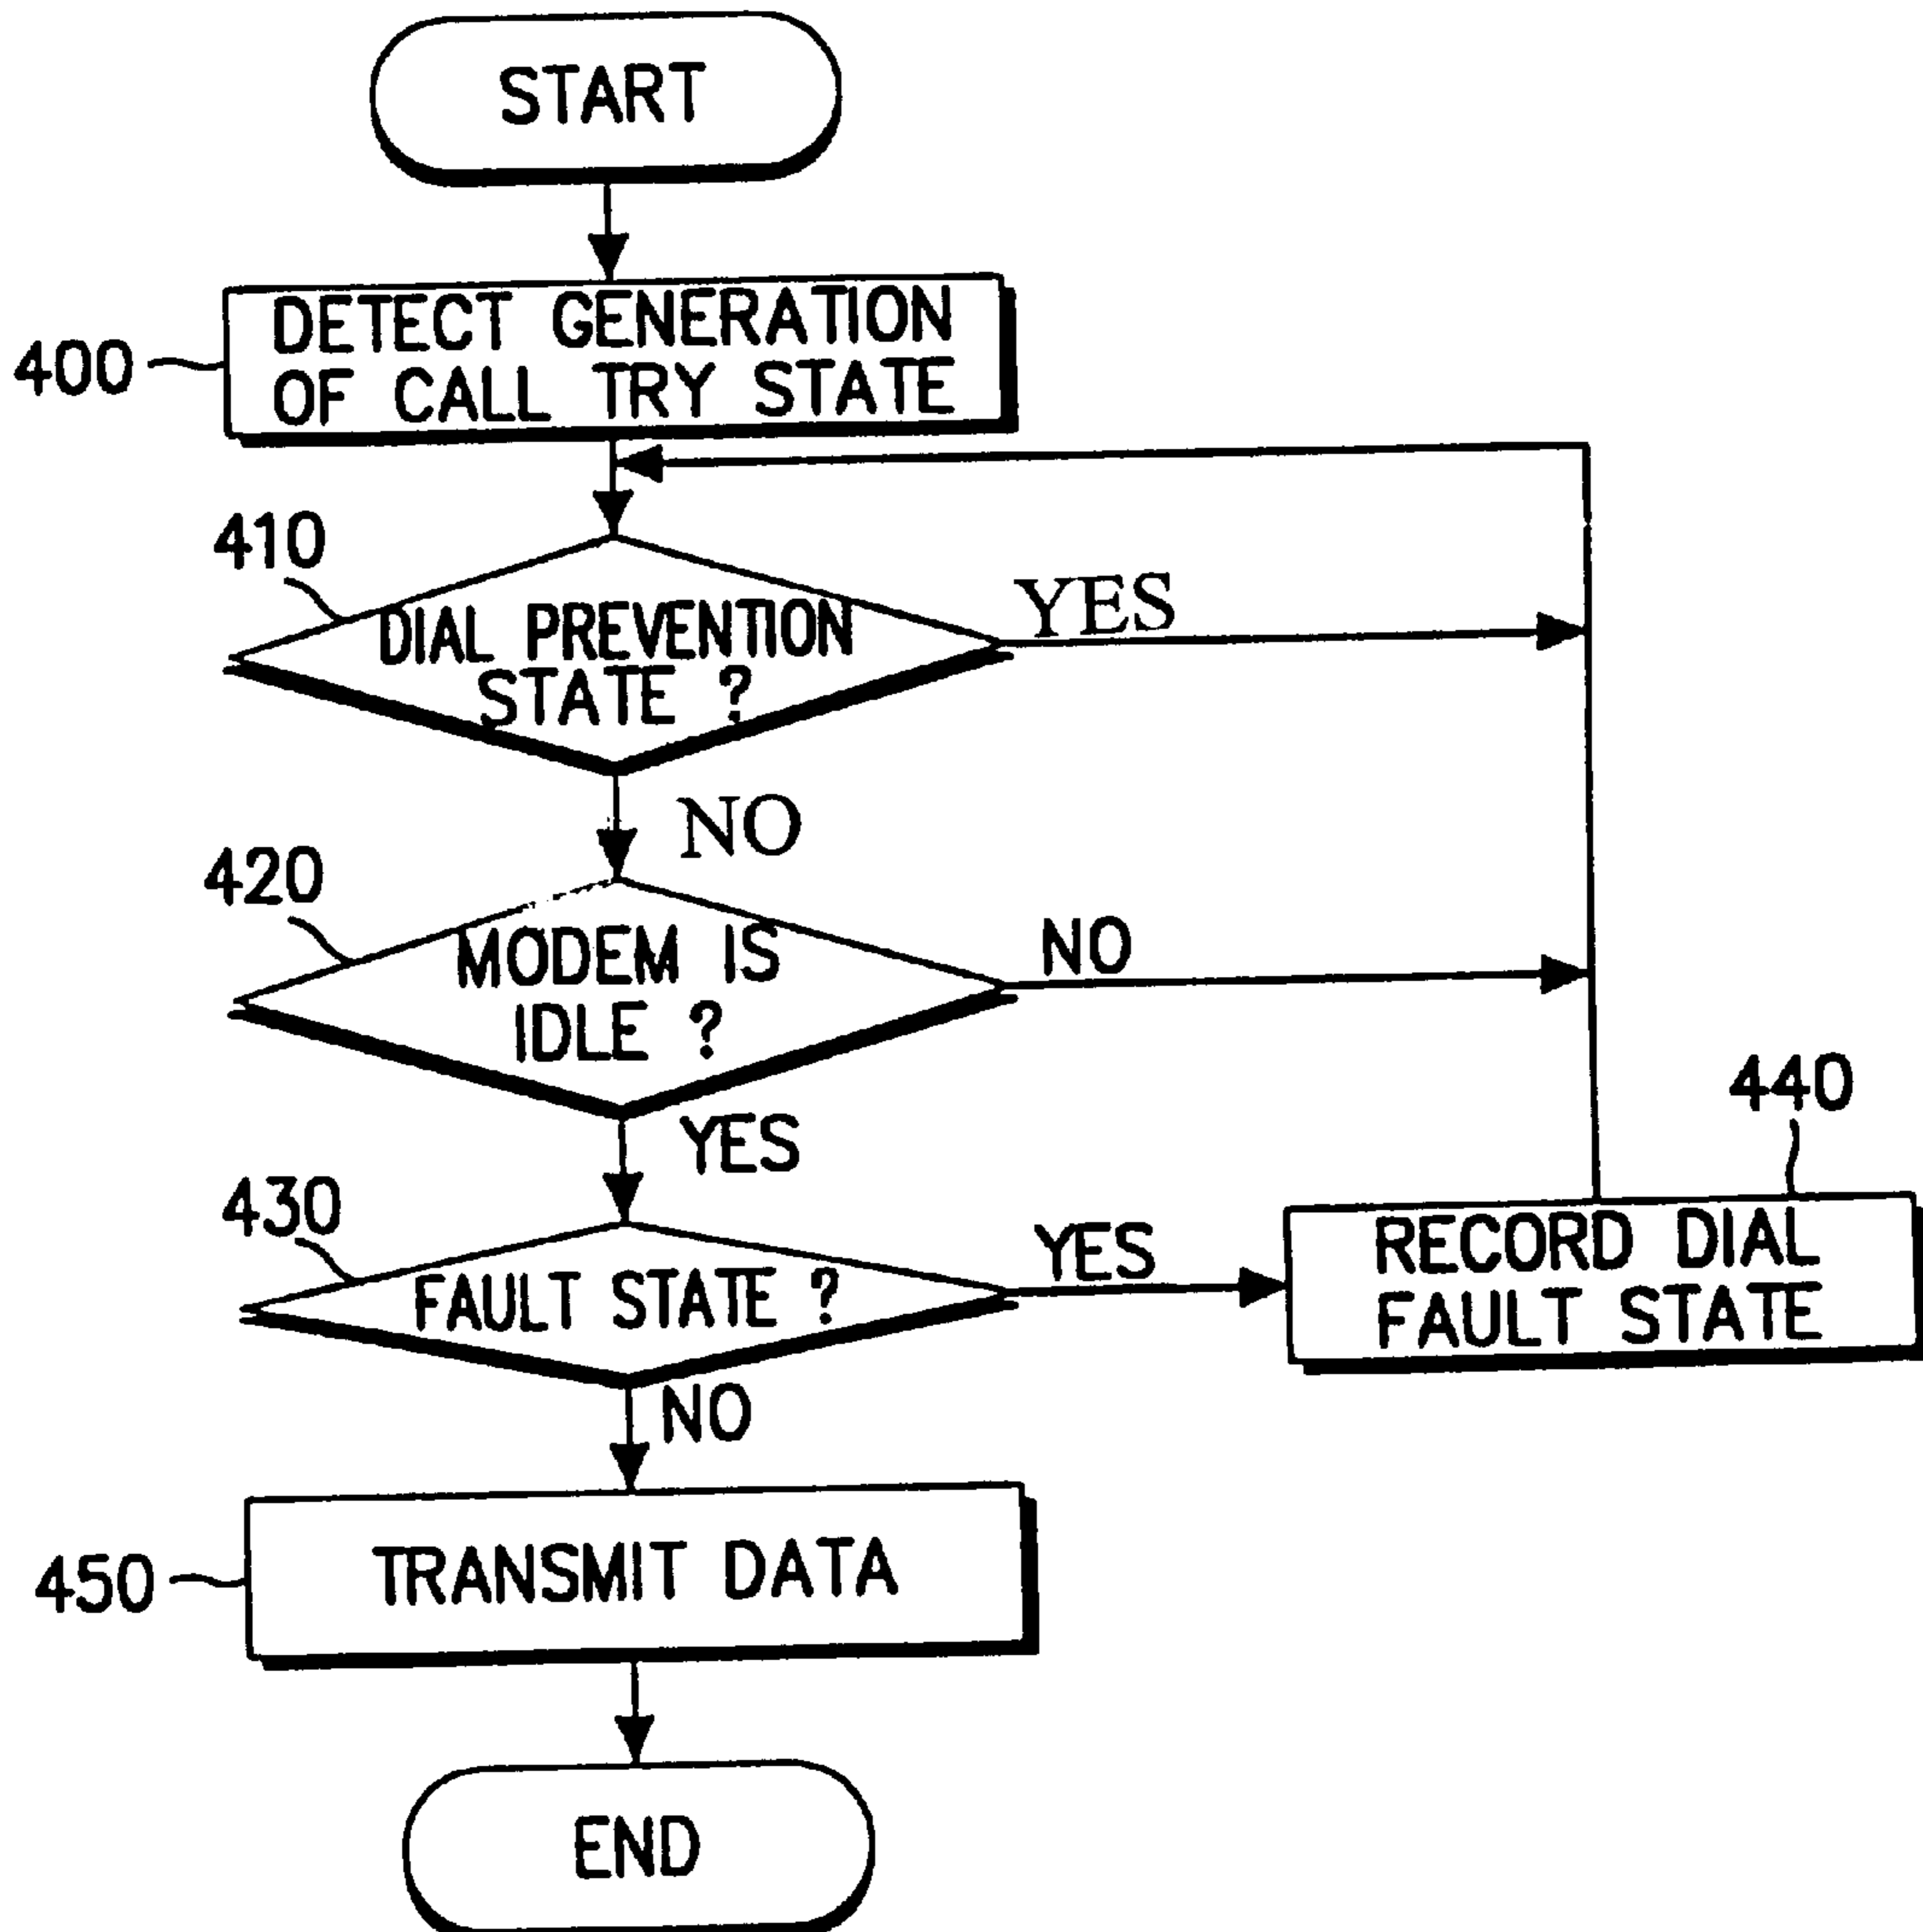 START
400
DETECT GENERATION
OF CALL TRY STATE
410
DIAL PREVENTION
STATE ?
YES
NO
420
MODEM IS
IDLE ?
NO
YES
430
FAULT STATE ?
YES
440
RECORD DIAL
FAULT STATE
NO
450
TRANSMIT DATA
END